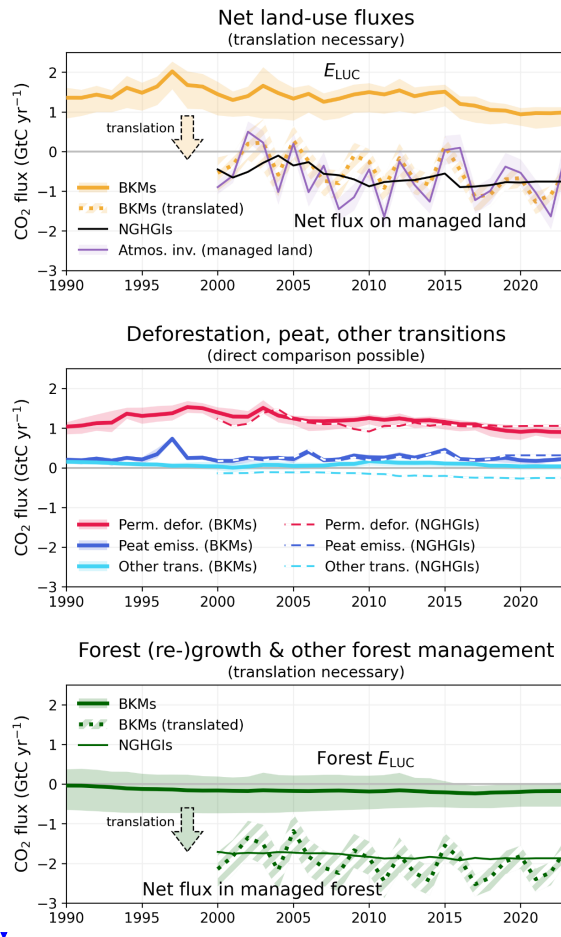 Net land-use fluxes
(translation necessary)
CO₂ flux (GtC yr⁻¹)
2
1
0
−1
−2
−3
E_LUC
translation
BKMs
BKMs (translated)
NGHGIs
Atmos. inv. (managed land)
Net flux on managed land
1990 1995 2000 2005 2010 2015 2020
Deforestation, peat, other transitions
(direct comparison possible)
CO₂ flux (GtC yr⁻¹)
2
1
0
−1
−2
−3
Perm. defor. (BKMs) Perm. defor. (NGHGIs)
Peat emiss. (BKMs) Peat emiss. (NGHGIs)
Other trans. (BKMs) Other trans. (NGHGIs)
1990 1995 2000 2005 2010 2015 2020
Forest (re-)growth & other forest management
(translation necessary)
CO₂ flux (GtC yr⁻¹)
2
1
0
−1
−2
−3
BKMs
BKMs (translated)
NGHGIs
Forest E_LUC
translation
Net flux in managed forest
1990 1995 2000 2005 2010 2015 2020